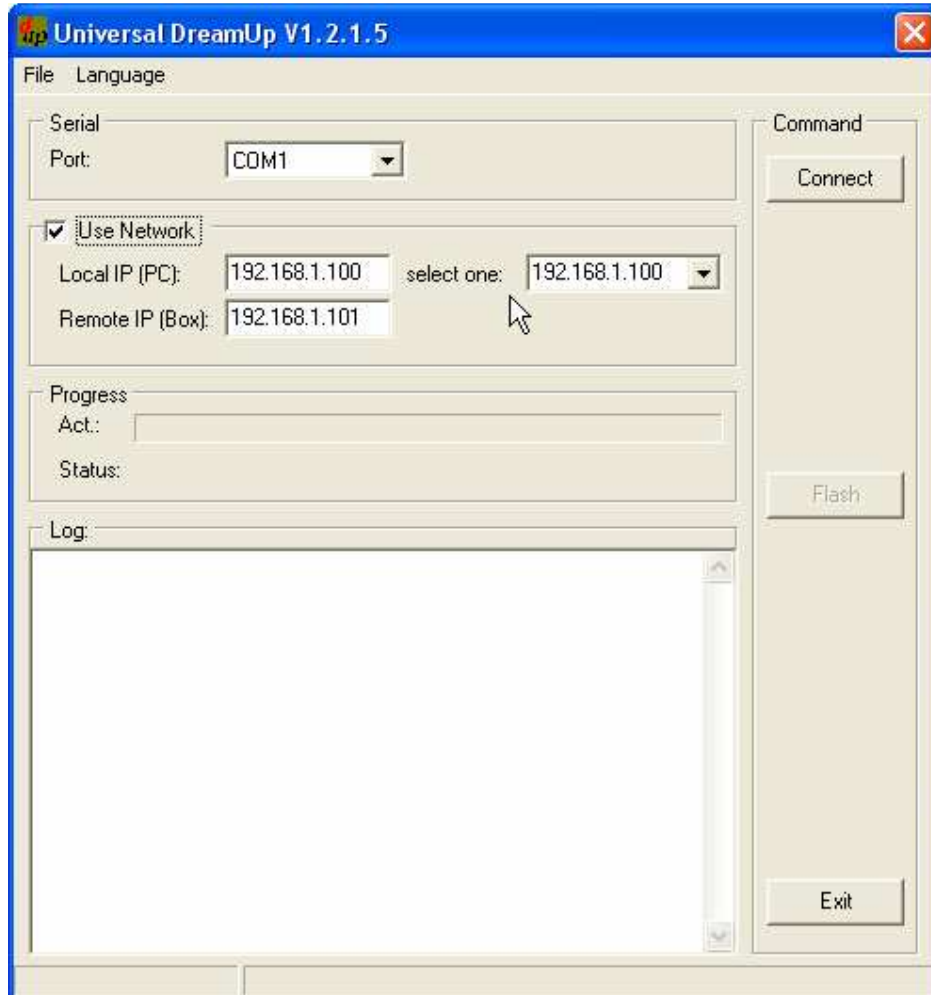 dup Universal DreamUp V1.2.1.5
File Language
Serial
Port: COM1
Use Network
Local IP (PC): 192.168.1.100 select one: 192.168.1.100
Remote IP (Box): 192.168.1.101
Progress
Act.:
Status:
Log:
Command
Connect
Flash
Exit